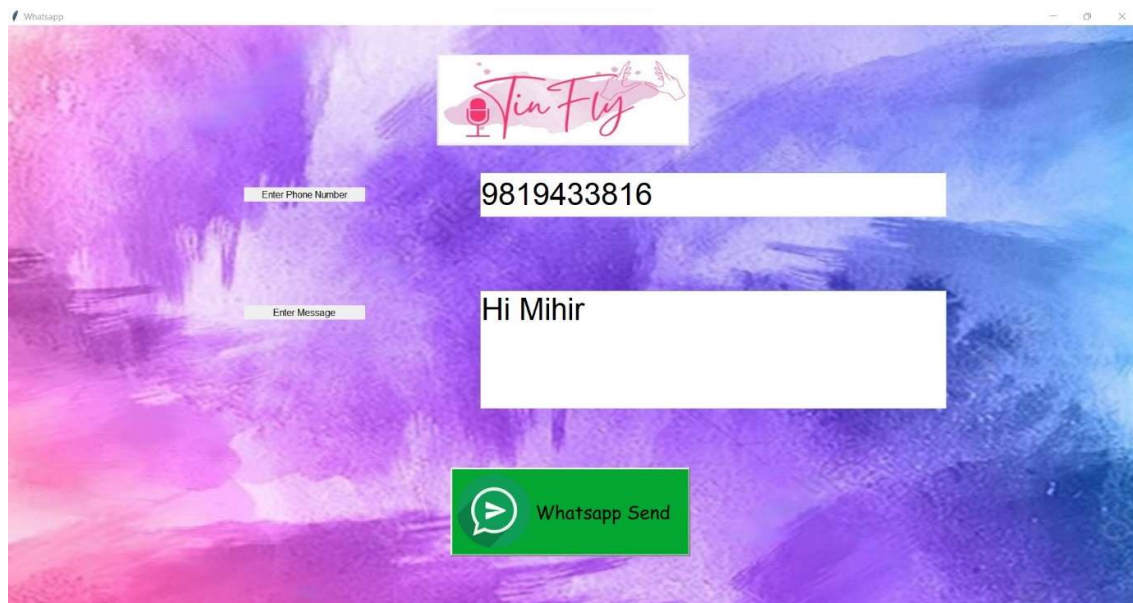 Whatsapp
Tin Fly
Enter Phone Number
9819433816
Enter Message
Hi Mihir
Whatsapp Send